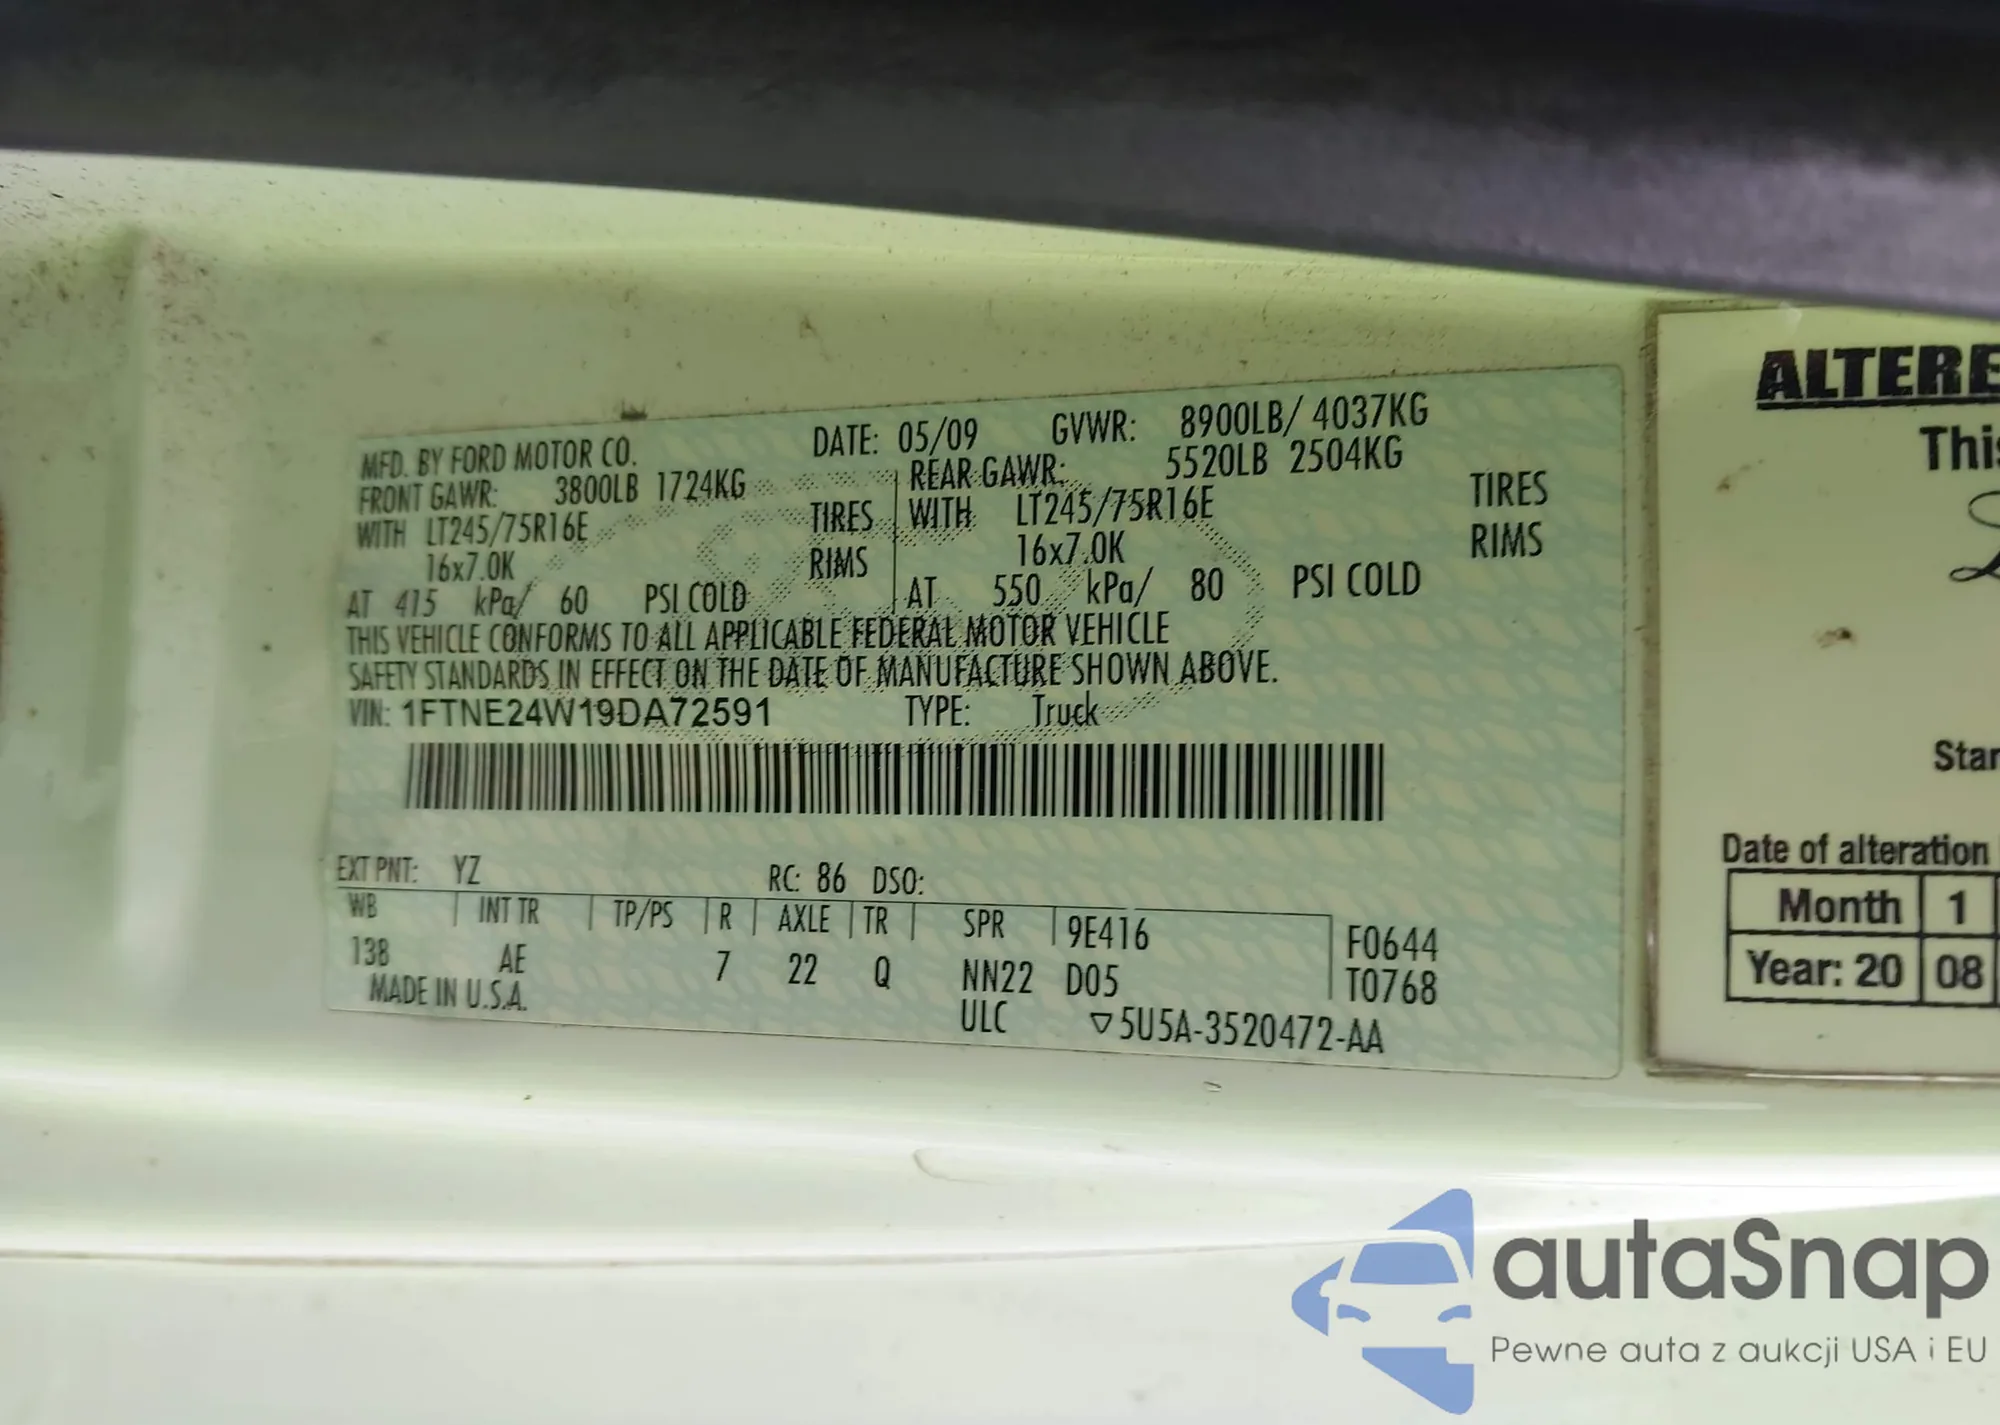 MFD. BY FORD MOTOR CO. DATE: 05/09 GVWR: 8900LB/ 4037KG
FRONT GAWR: 3800LB 1724KG REAR GAWR: 5520LB 2504KG
WITH LT245/75R16E TIRES WITH LT245/75R16E TIRES
16x7.0K RIMS 16x7.0K RIMS
AT 415 kPa/ 60 PSI COLD AT 550 kPa/ 80 PSI COLD
THIS VEHICLE CONFORMS TO ALL APPLICABLE FEDERAL MOTOR VEHICLE
SAFETY STANDARDS IN EFFECT ON THE DATE OF MANUFACTURE SHOWN ABOVE.
VIN: 1FTNE24W19DA72591 TYPE: Truck
EXT PNT: YZ RC: 86 DSO:
WB INT TR TP/PS R AXLE TR SPR 9E416 F0644
138 AE 7 22 Q NN22 D05 T0768
MADE IN U.S.A. ULC ▽5U5A-3520472-AA
ALTERE
This
Star
Date of alteration
Month 1
Year: 20 08
autaSnap
Pewne auta z aukcji USA i EU